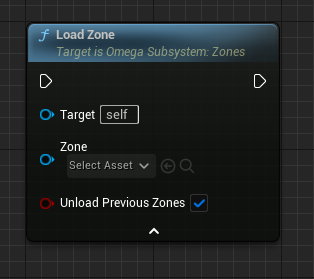 f Load Zone
Target is Omega Subsystem: Zones
Target self
Zone
Select Asset
Unload Previous Zones